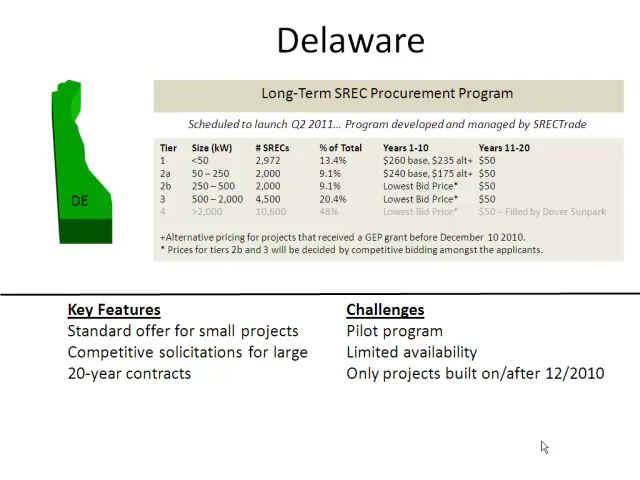 Delaware
Long-Term SREC Procurement Program
Scheduled to launch Q2 2011... Program developed and managed by SRECTrade
Tier Size (kW) # SRECs % of Total Years 1-10 Years 11-20
1 <50 2,972 13.4% $260 base, $235 alt+ $50
2a 50 – 250 2,000 9.1% $240 base, $175 alt+ $50
2b 250 – 500 2,000 9.1% Lowest Bid Price* $50
3 500 – 2,000 4,500 20.4% Lowest Bid Price* $50
4 >2,000 10,600 48% Lowest Bid Price* $50 – Filled by Dover Sunpark
+Alternative pricing for projects that received a GEP grant before December 10 2010.
* Prices for tiers 2b and 3 will be decided by competitive bidding amongst the applicants.
DE
Key Features
Standard offer for small projects
Competitive solicitations for large
20-year contracts
Challenges
Pilot program
Limited availability
Only projects built on/after 12/2010